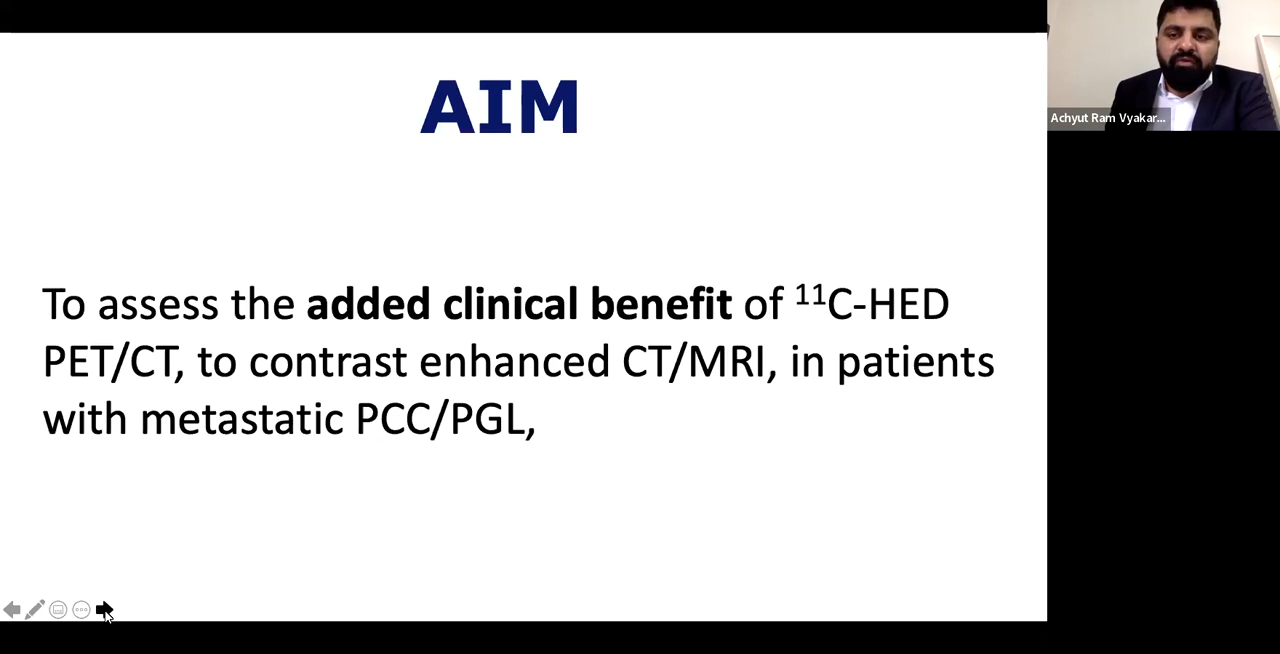 AIM
Achyut Ram Vyakar...
To assess the added clinical benefit of ¹¹C-HED
PET/CT, to contrast enhanced CT/MRI, in patients
with metastatic PCC/PGL,